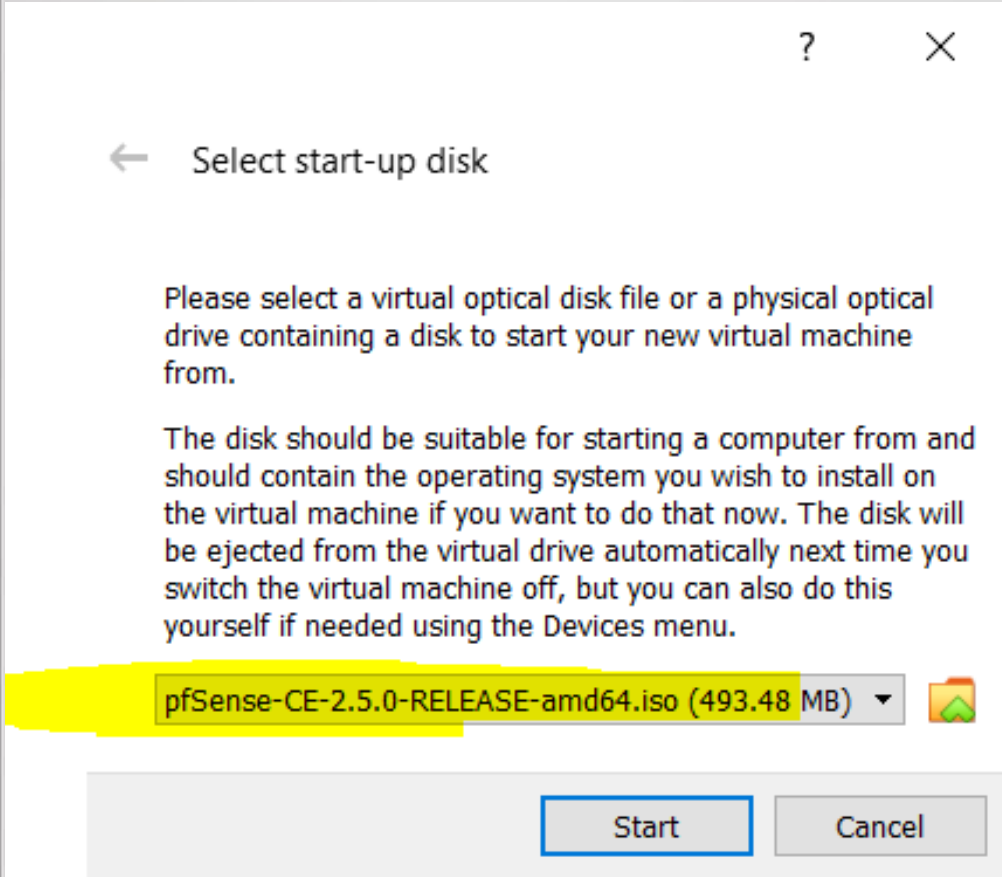 ?
Select start-up disk
Please select a virtual optical disk file or a physical optical
drive containing a disk to start your new virtual machine
from.
The disk should be suitable for starting a computer from and
should contain the operating system you wish to install on
the virtual machine if you want to do that now. The disk will
be ejected from the virtual drive automatically next time you
switch the virtual machine off, but you can also do this
yourself if needed using the Devices menu.
pfSense-CE-2.5.0-RELEASE-amd64.iso (493.48 MB)
Start Cancel